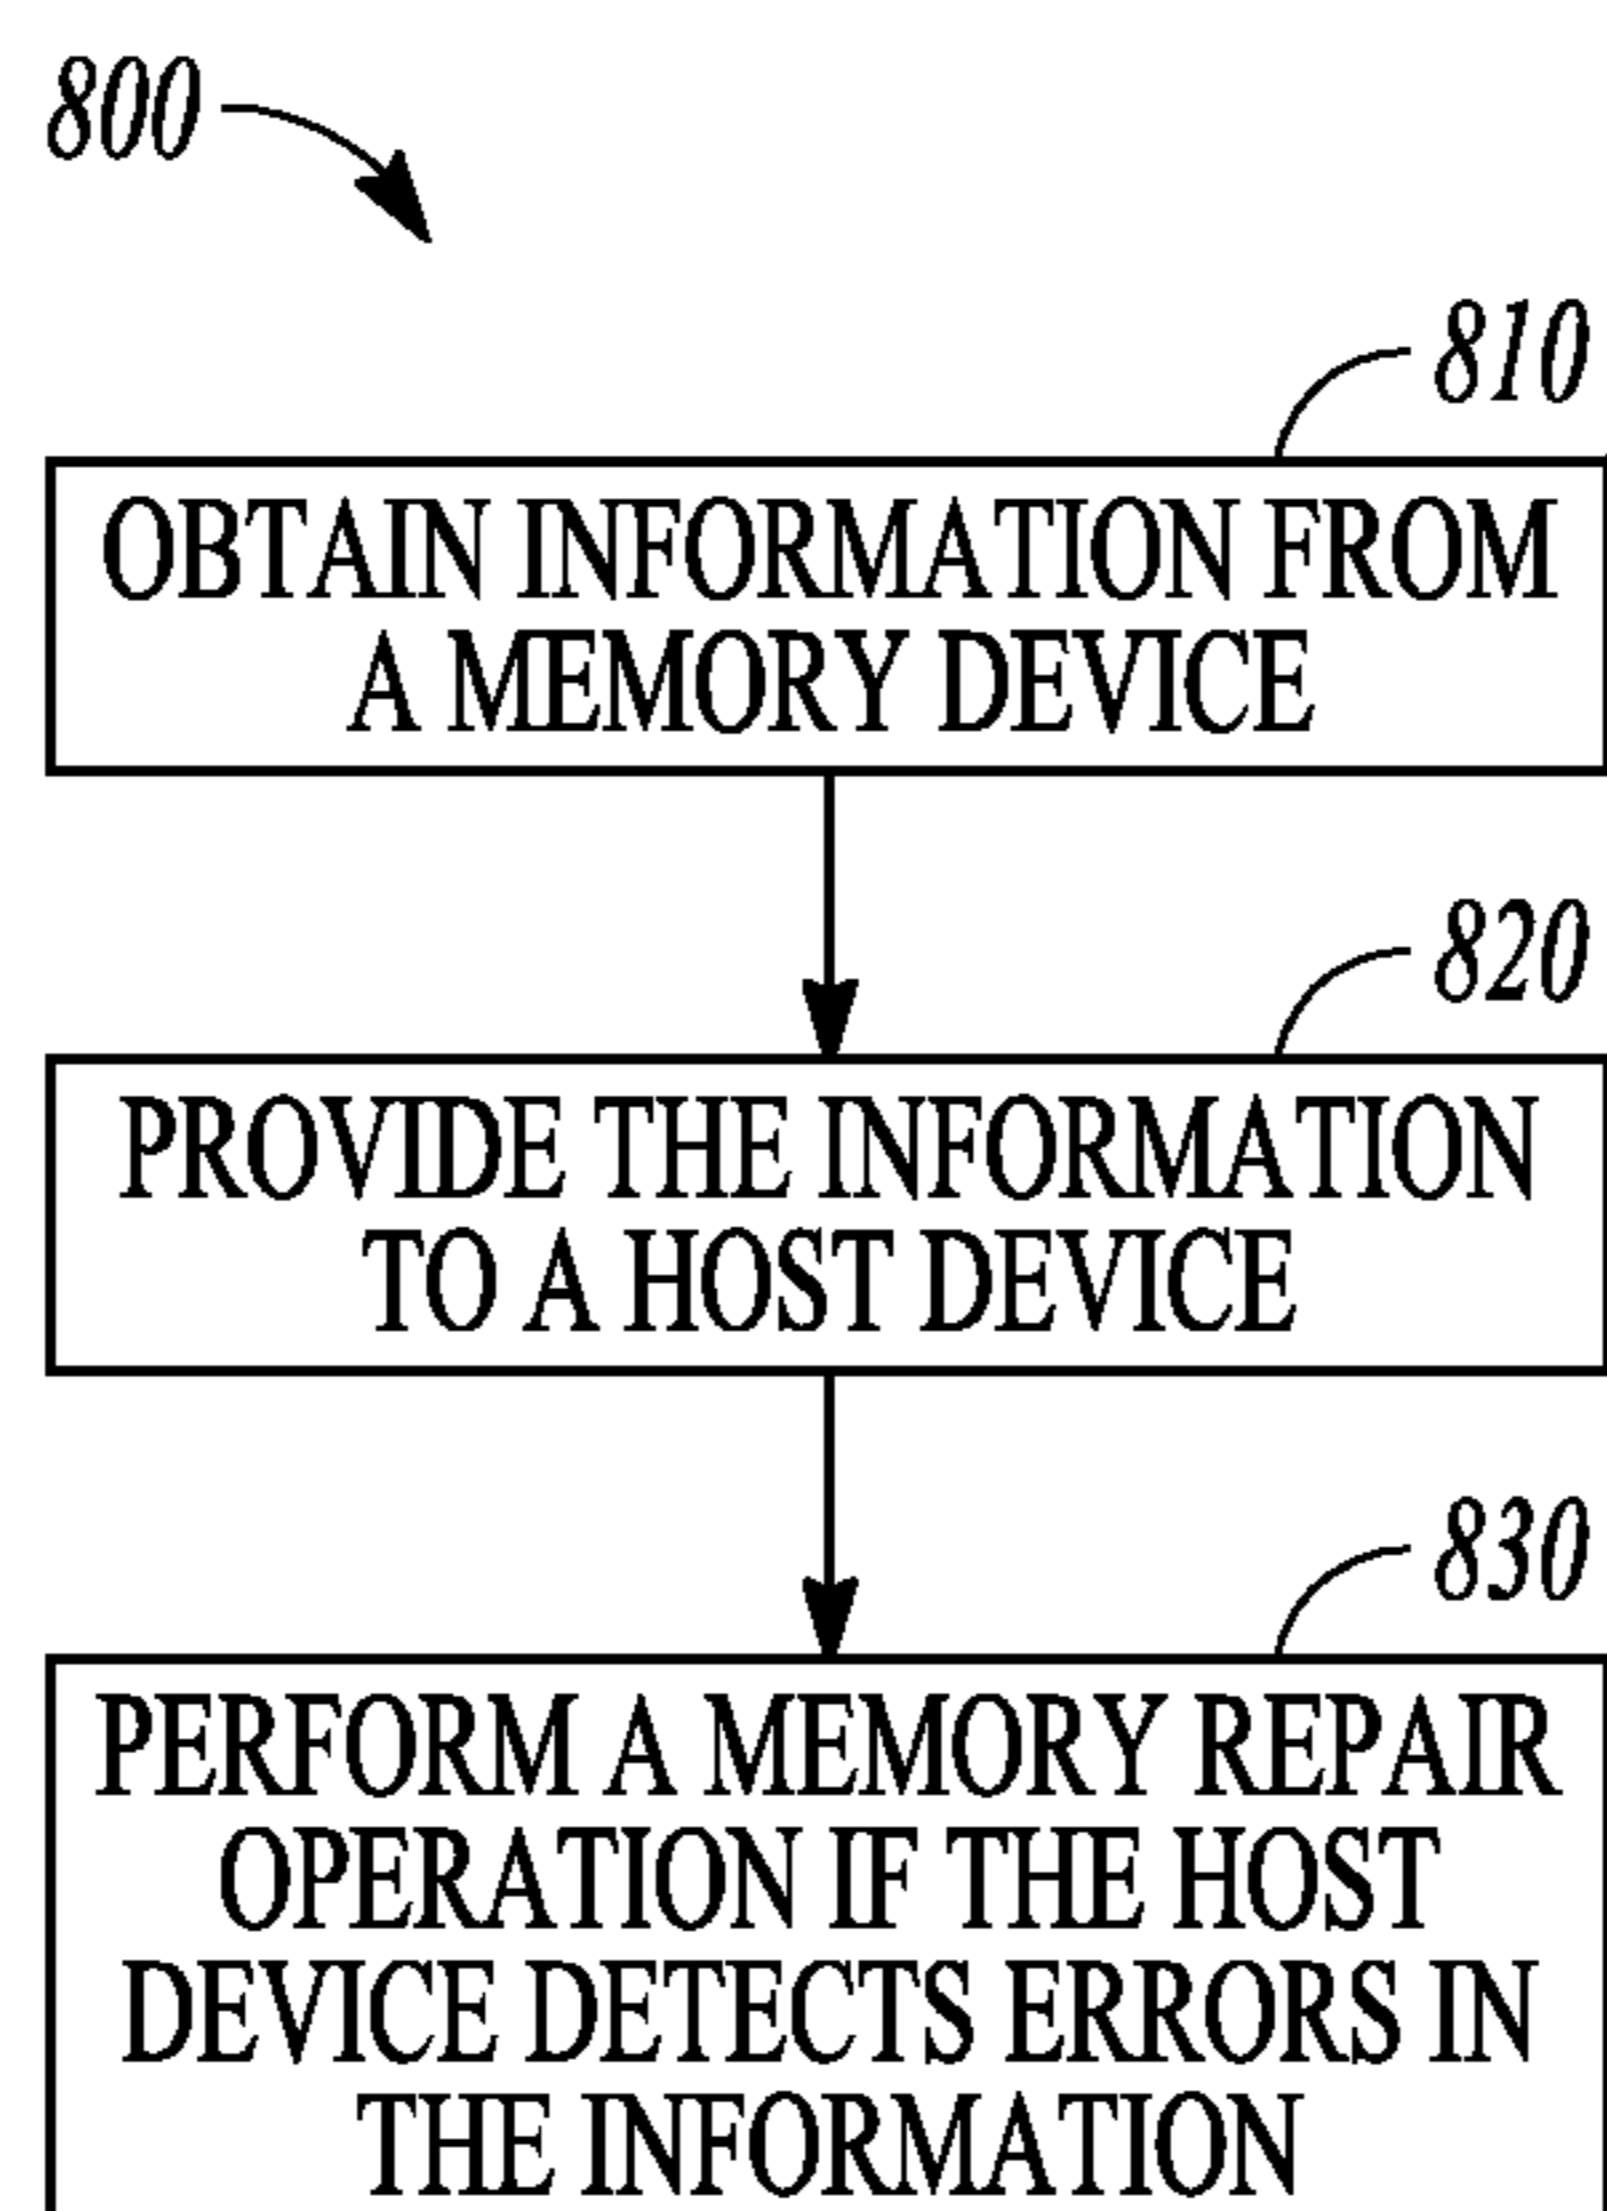 800
810
OBTAIN INFORMATION FROM
A MEMORY DEVICE
820
PROVIDE THE INFORMATION
TO A HOST DEVICE
830
PERFORM A MEMORY REPAIR
OPERATION IF THE HOST
DEVICE DETECTS ERRORS IN
THE INFORMATION